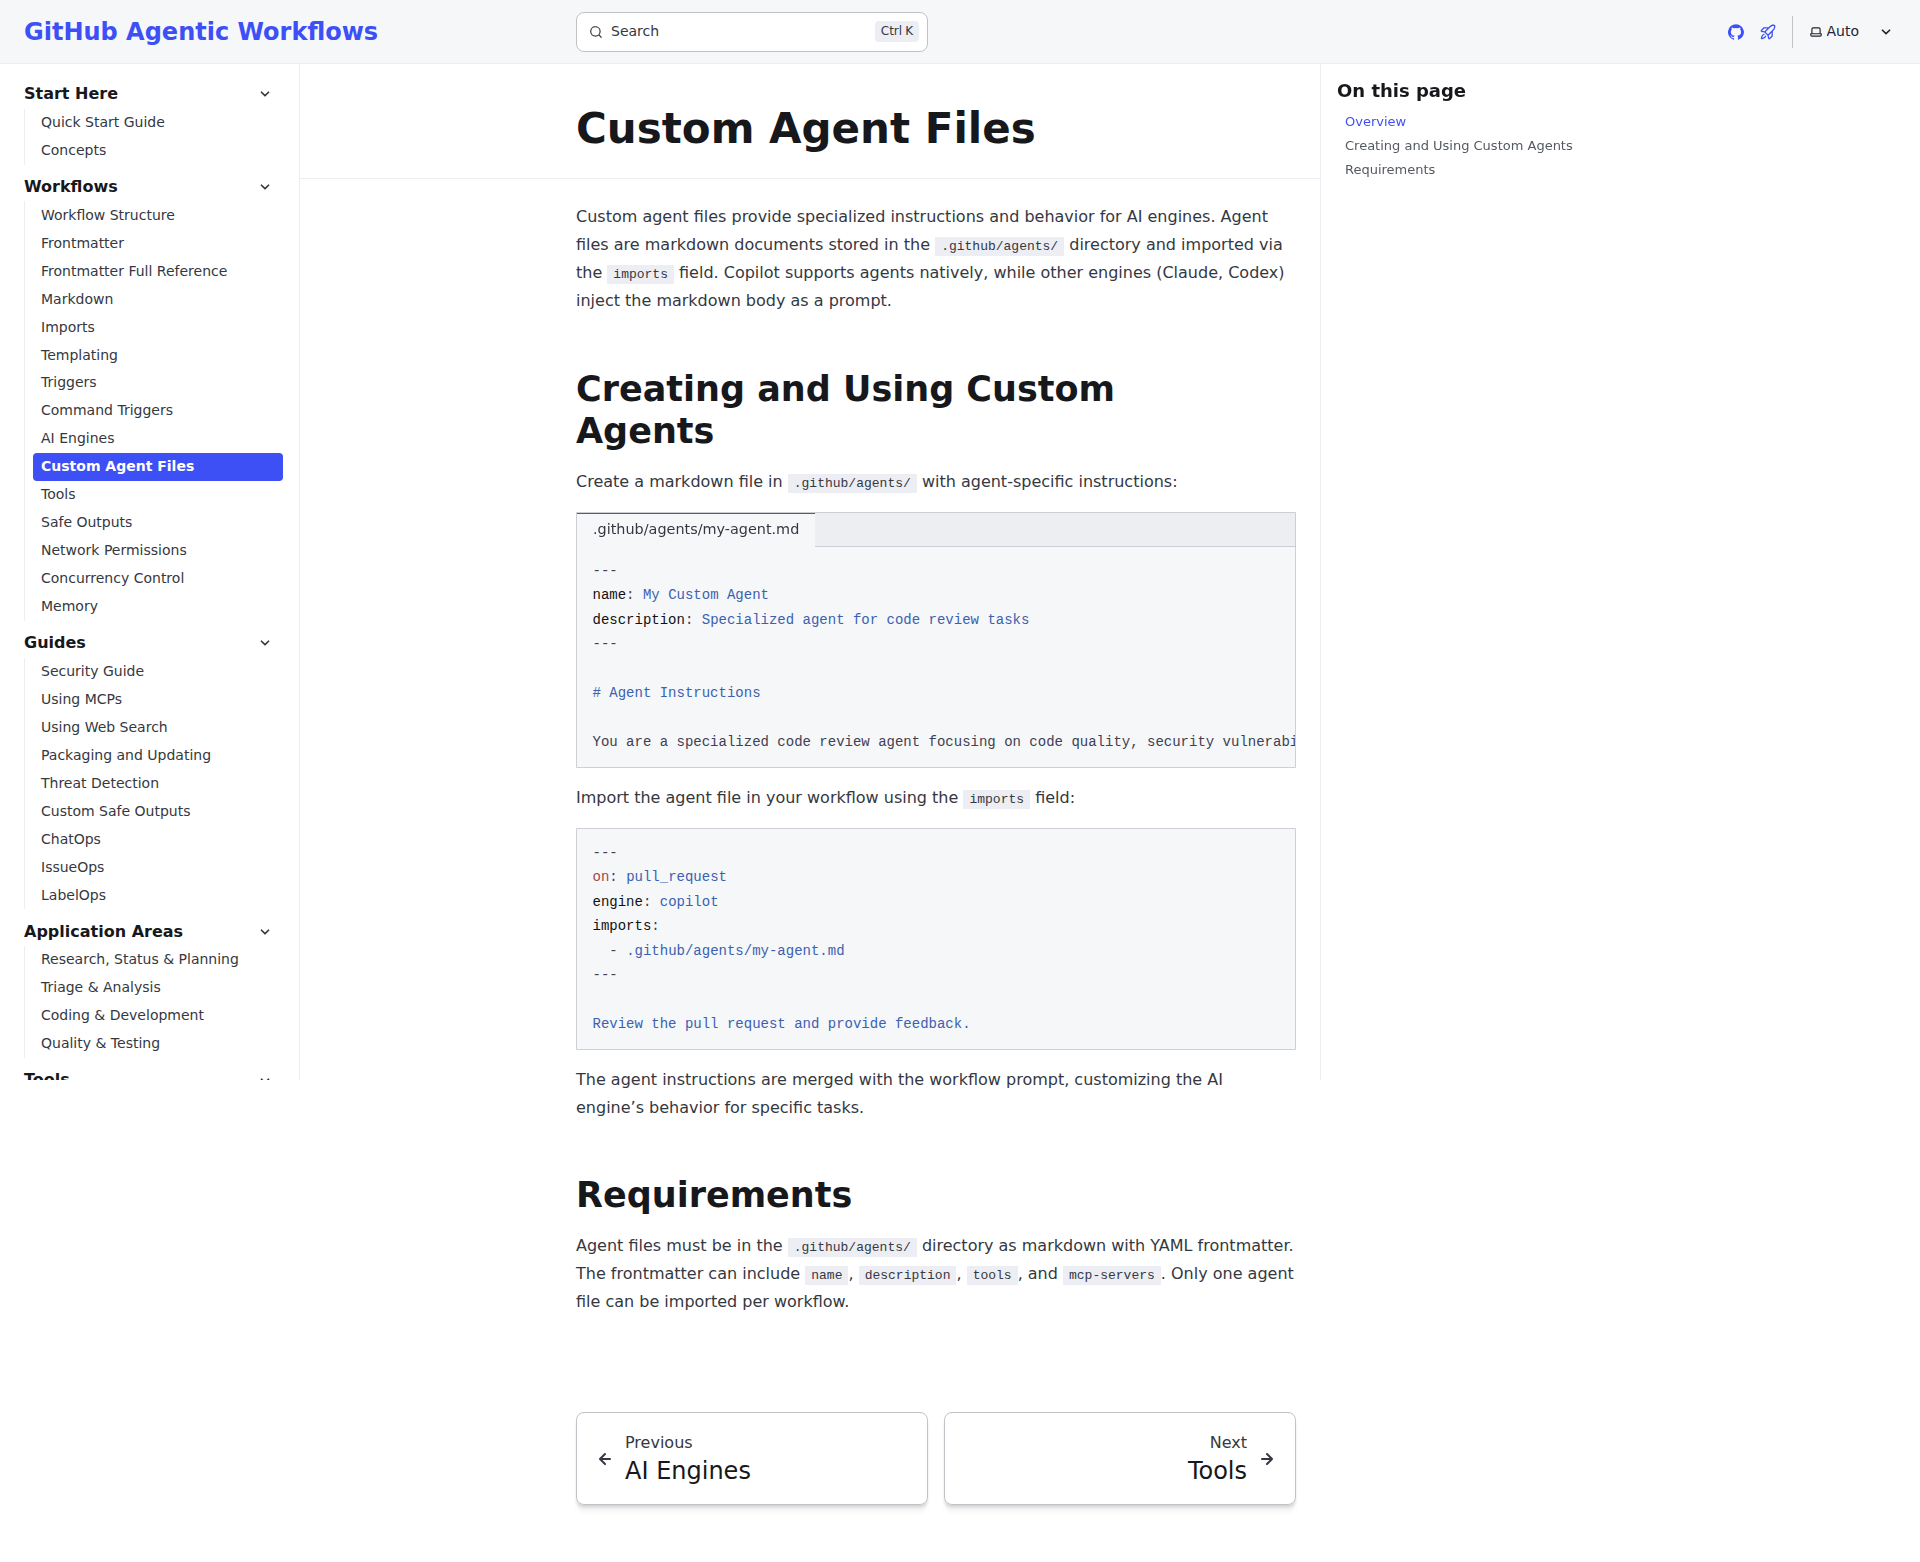 GitHub Agentic Workflows
Search
Ctrl K
Auto
Start Here
Quick Start Guide
Concepts
Workflows
Workflow Structure
Frontmatter
Frontmatter Full Reference
Markdown
Imports
Templating
Triggers
Command Triggers
AI Engines
Custom Agent Files
Tools
Safe Outputs
Network Permissions
Concurrency Control
Memory
Guides
Security Guide
Using MCPs
Using Web Search
Packaging and Updating
Threat Detection
Custom Safe Outputs
ChatOps
IssueOps
LabelOps
Application Areas
Research, Status & Planning
Triage & Analysis
Coding & Development
Quality & Testing
Tools
Custom Agent Files
Custom agent files provide specialized instructions and behavior for AI engines. Agent
files are markdown documents stored in the .github/agents/ directory and imported via
the imports field. Copilot supports agents natively, while other engines (Claude, Codex)
inject the markdown body as a prompt.
Creating and Using Custom
Agents
Create a markdown file in .github/agents/ with agent-specific instructions:
.github/agents/my-agent.md
---
name: My Custom Agent
description: Specialized agent for code review tasks
---
# Agent Instructions
You are a specialized code review agent focusing on code quality, security vulnerabi
Import the agent file in your workflow using the imports field:
---
on: pull_request
engine: copilot
imports:
  - .github/agents/my-agent.md
---
Review the pull request and provide feedback.
The agent instructions are merged with the workflow prompt, customizing the AI
engine’s behavior for specific tasks.
Requirements
Agent files must be in the .github/agents/ directory as markdown with YAML frontmatter.
The frontmatter can include name, description, tools, and mcp-servers. Only one agent
file can be imported per workflow.
Previous
AI Engines
Next
Tools
On this page
Overview
Creating and Using Custom Agents
Requirements